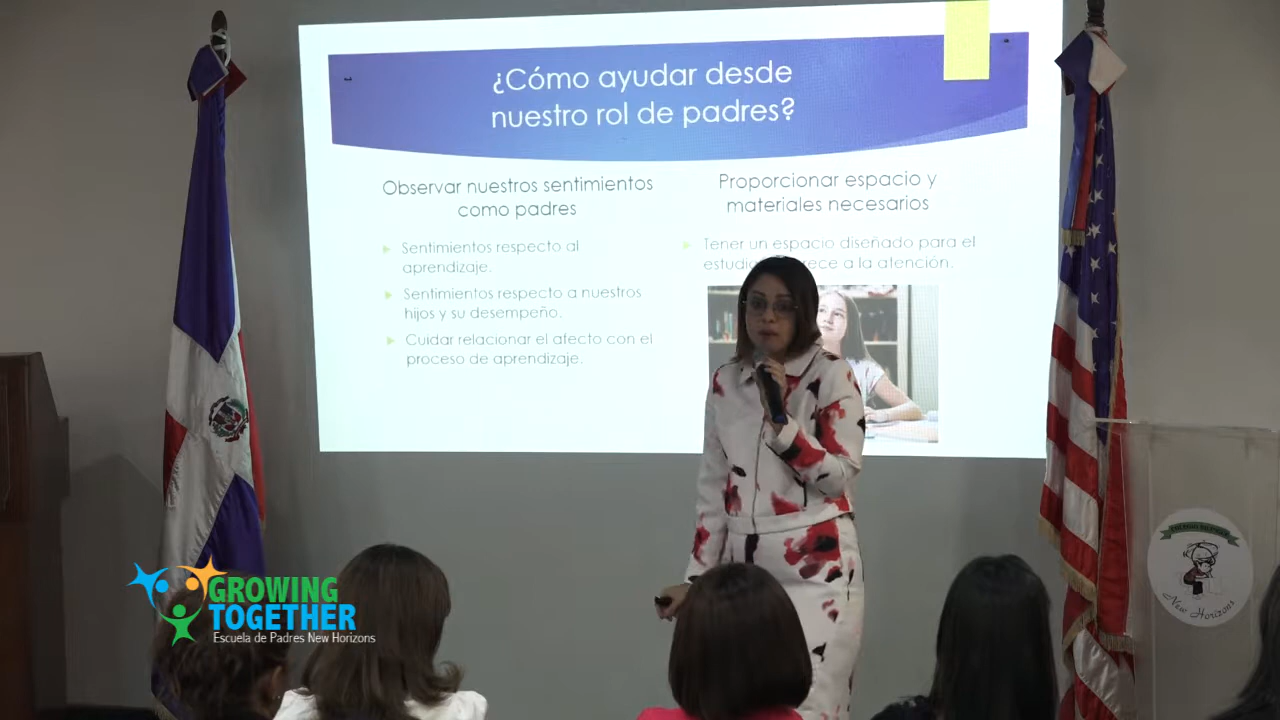 ¿Cómo ayudar desde
nuestro rol de padres?
Observar nuestros sentimientos
como padres
Sentimientos respecto al
aprendizaje.
Sentimientos respecto a nuestros
hijos y su desempeño.
Cuidar relacionar el afecto con el
proceso de aprendizaje.
Proporcionar espacio y
materiales necesarios
Tener un espacio diseñado para el
a la atención.
GROWING
TOGETHER
Escuela de Padres New Horizons
New Horizons